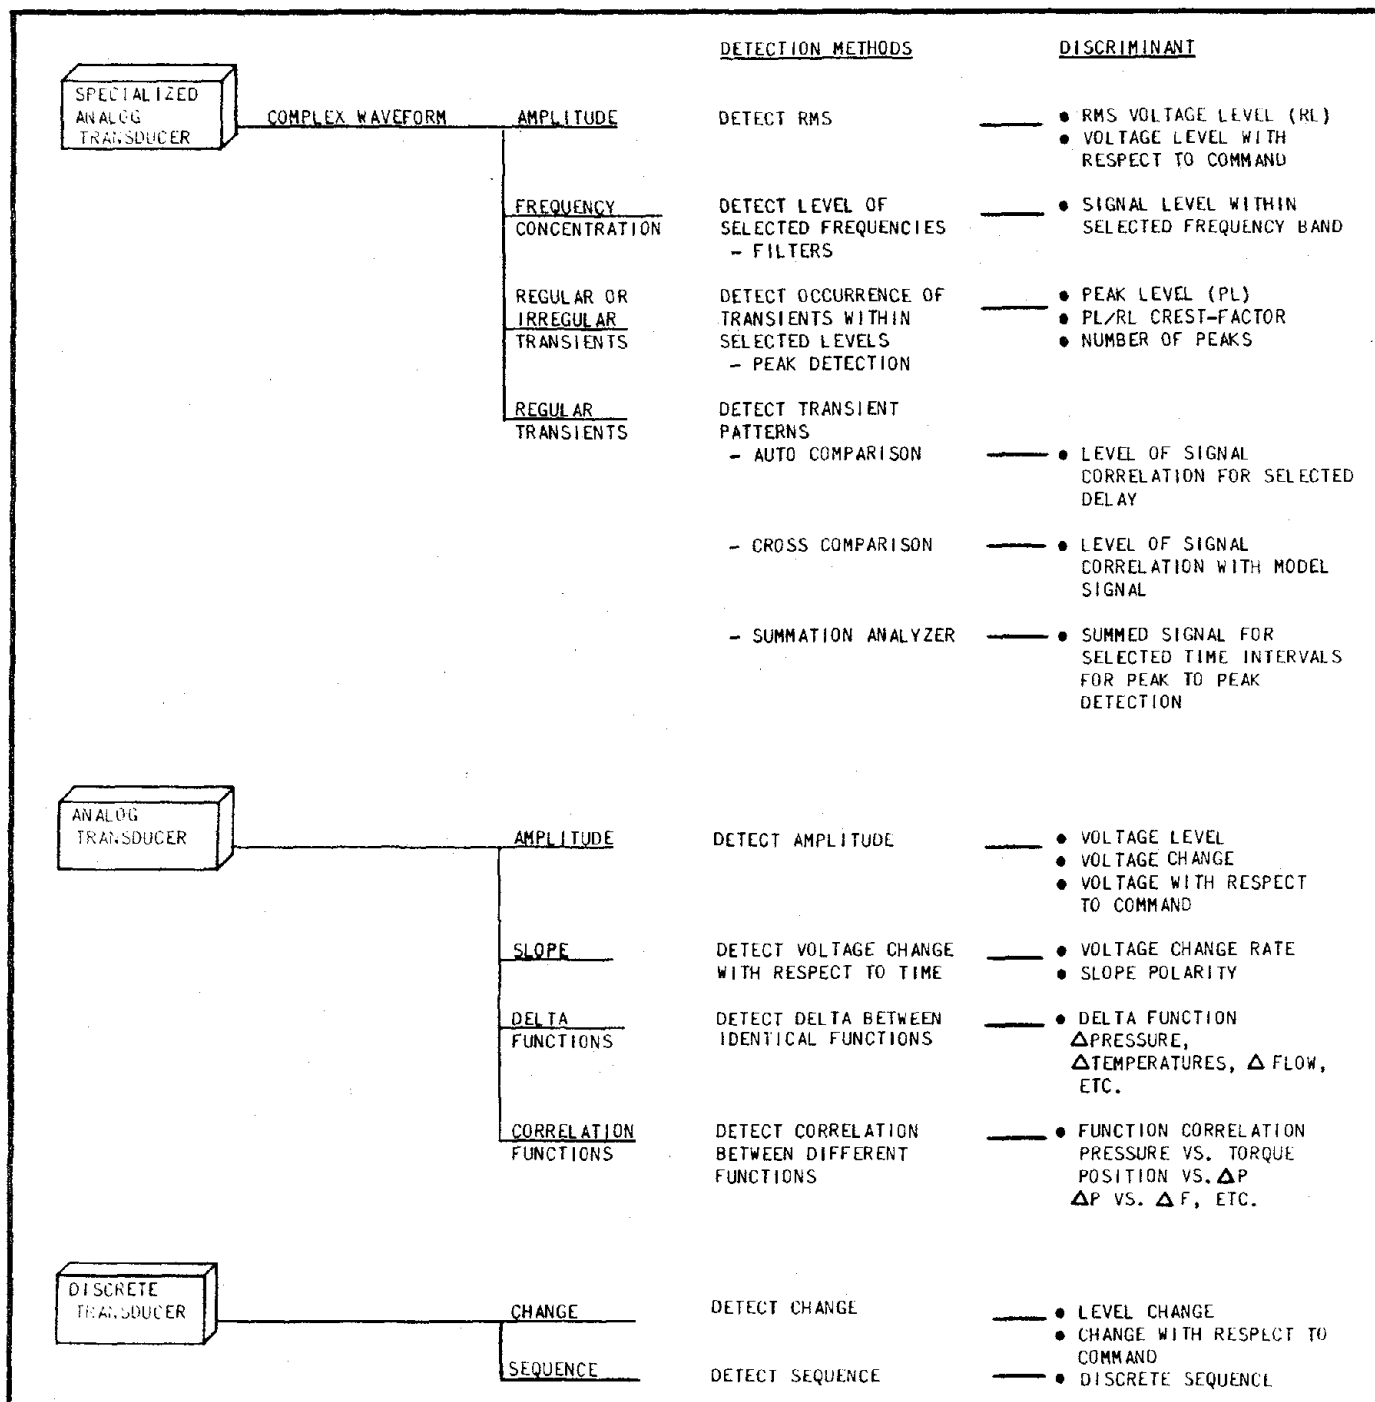 DETECTION METHODS
DISCRIMINANT
SPECIALIZED
ANALOG
TRANSDUCER
COMPLEX WAVEFORM
AMPLITUDE
DETECT RMS
● RMS VOLTAGE LEVEL (RL)
● VOLTAGE LEVEL WITH
RESPECT TO COMMAND
FREQUENCY
CONCENTRATION
DETECT LEVEL OF
SELECTED FREQUENCIES
- FILTERS
● SIGNAL LEVEL WITHIN
SELECTED FREQUENCY BAND
REGULAR OR
IRREGULAR
TRANSIENTS
DETECT OCCURRENCE OF
TRANSIENTS WITHIN
SELECTED LEVELS
- PEAK DETECTION
● PEAK LEVEL (PL)
● PL/RL CREST-FACTOR
● NUMBER OF PEAKS
REGULAR
TRANSIENTS
DETECT TRANSIENT
PATTERNS
- AUTO COMPARISON
● LEVEL OF SIGNAL
CORRELATION FOR SELECTED
DELAY
- CROSS COMPARISON
● LEVEL OF SIGNAL
CORRELATION WITH MODEL
SIGNAL
- SUMMATION ANALYZER
● SUMMED SIGNAL FOR
SELECTED TIME INTERVALS
FOR PEAK TO PEAK
DETECTION
ANALOG
TRANSDUCER
AMPLITUDE
DETECT AMPLITUDE
● VOLTAGE LEVEL
● VOLTAGE CHANGE
● VOLTAGE WITH RESPECT
TO COMMAND
SLOPE
DETECT VOLTAGE CHANGE
WITH RESPECT TO TIME
● VOLTAGE CHANGE RATE
● SLOPE POLARITY
DELTA
FUNCTIONS
DETECT DELTA BETWEEN
IDENTICAL FUNCTIONS
● DELTA FUNCTION
ΔPRESSURE,
ΔTEMPERATURES, Δ FLOW,
ETC.
CORRELATION
FUNCTIONS
DETECT CORRELATION
BETWEEN DIFFERENT
FUNCTIONS
● FUNCTION CORRELATION
PRESSURE VS. TORQUE
POSITION VS. ΔP
ΔP VS. Δ F, ETC.
DISCRETE
TRANSDUCER
CHANGE
DETECT CHANGE
● LEVEL CHANGE
● CHANGE WITH RESPECT TO
COMMAND
SEQUENCE
DETECT SEQUENCE
● DISCRETE SEQUENCE